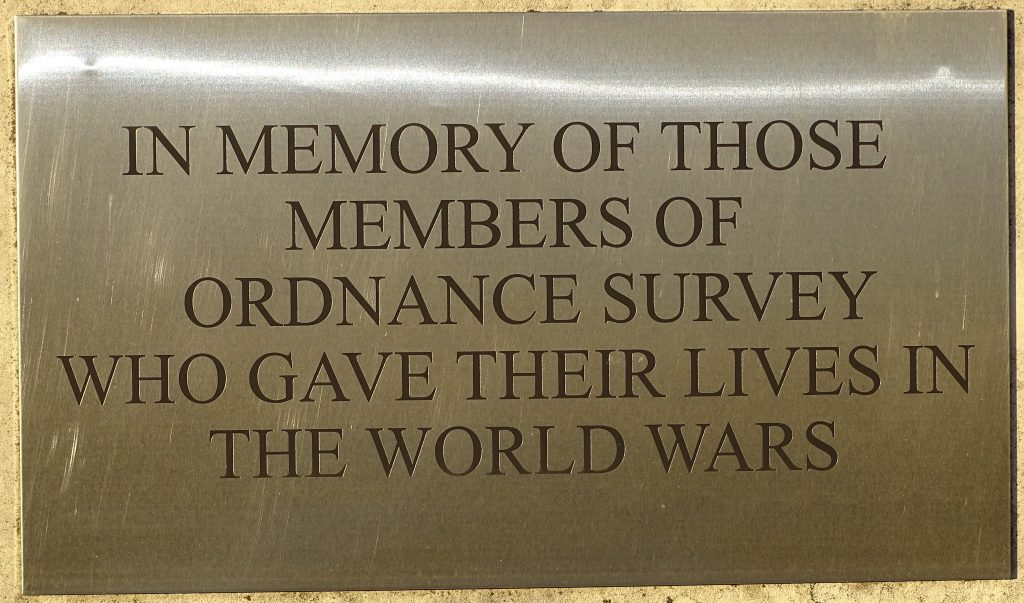 IN MEMORY OF THOSE
MEMBERS OF
ORDNANCE SURVEY
WHO GAVE THEIR LIVES IN
THE WORLD WARS